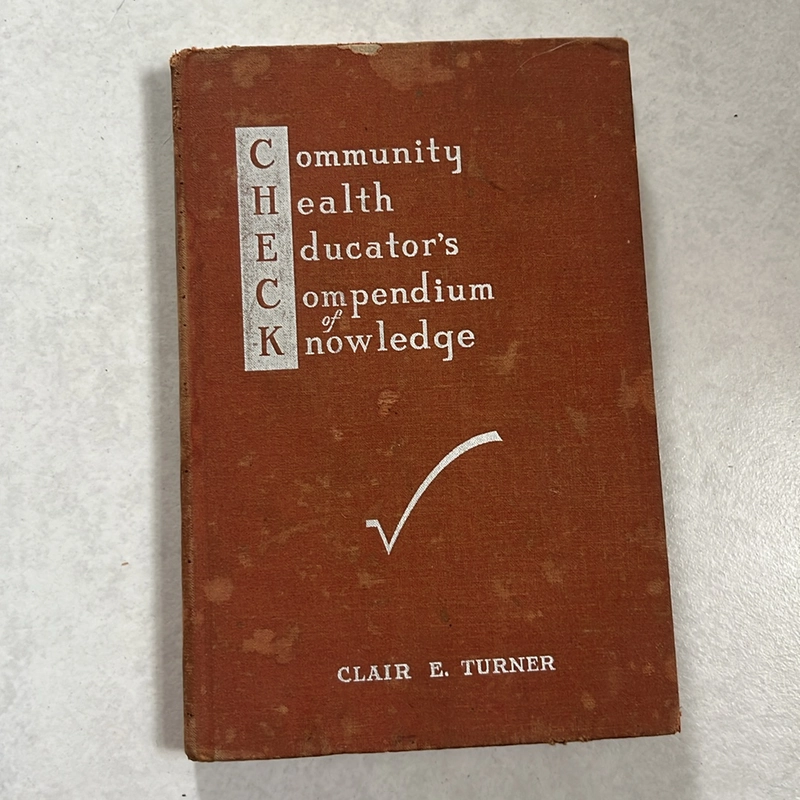 Community
Health
Educator's
Compendium
of
Knowledge
CLAIR E. TURNER